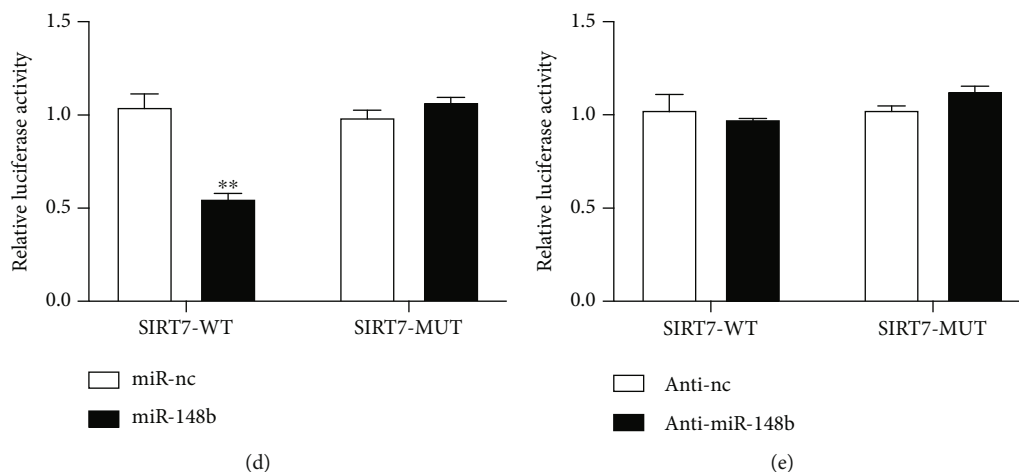 Relative luciferase activity
1.5
1.0
0.5
0.0
**
SIRT7-WT SIRT7-MUT
miR-nc
miR-148b
(d)
Relative luciferase activity
1.5
1.0
0.5
0.0
SIRT7-WT SIRT7-MUT
Anti-nc
Anti-miR-148b
(e)